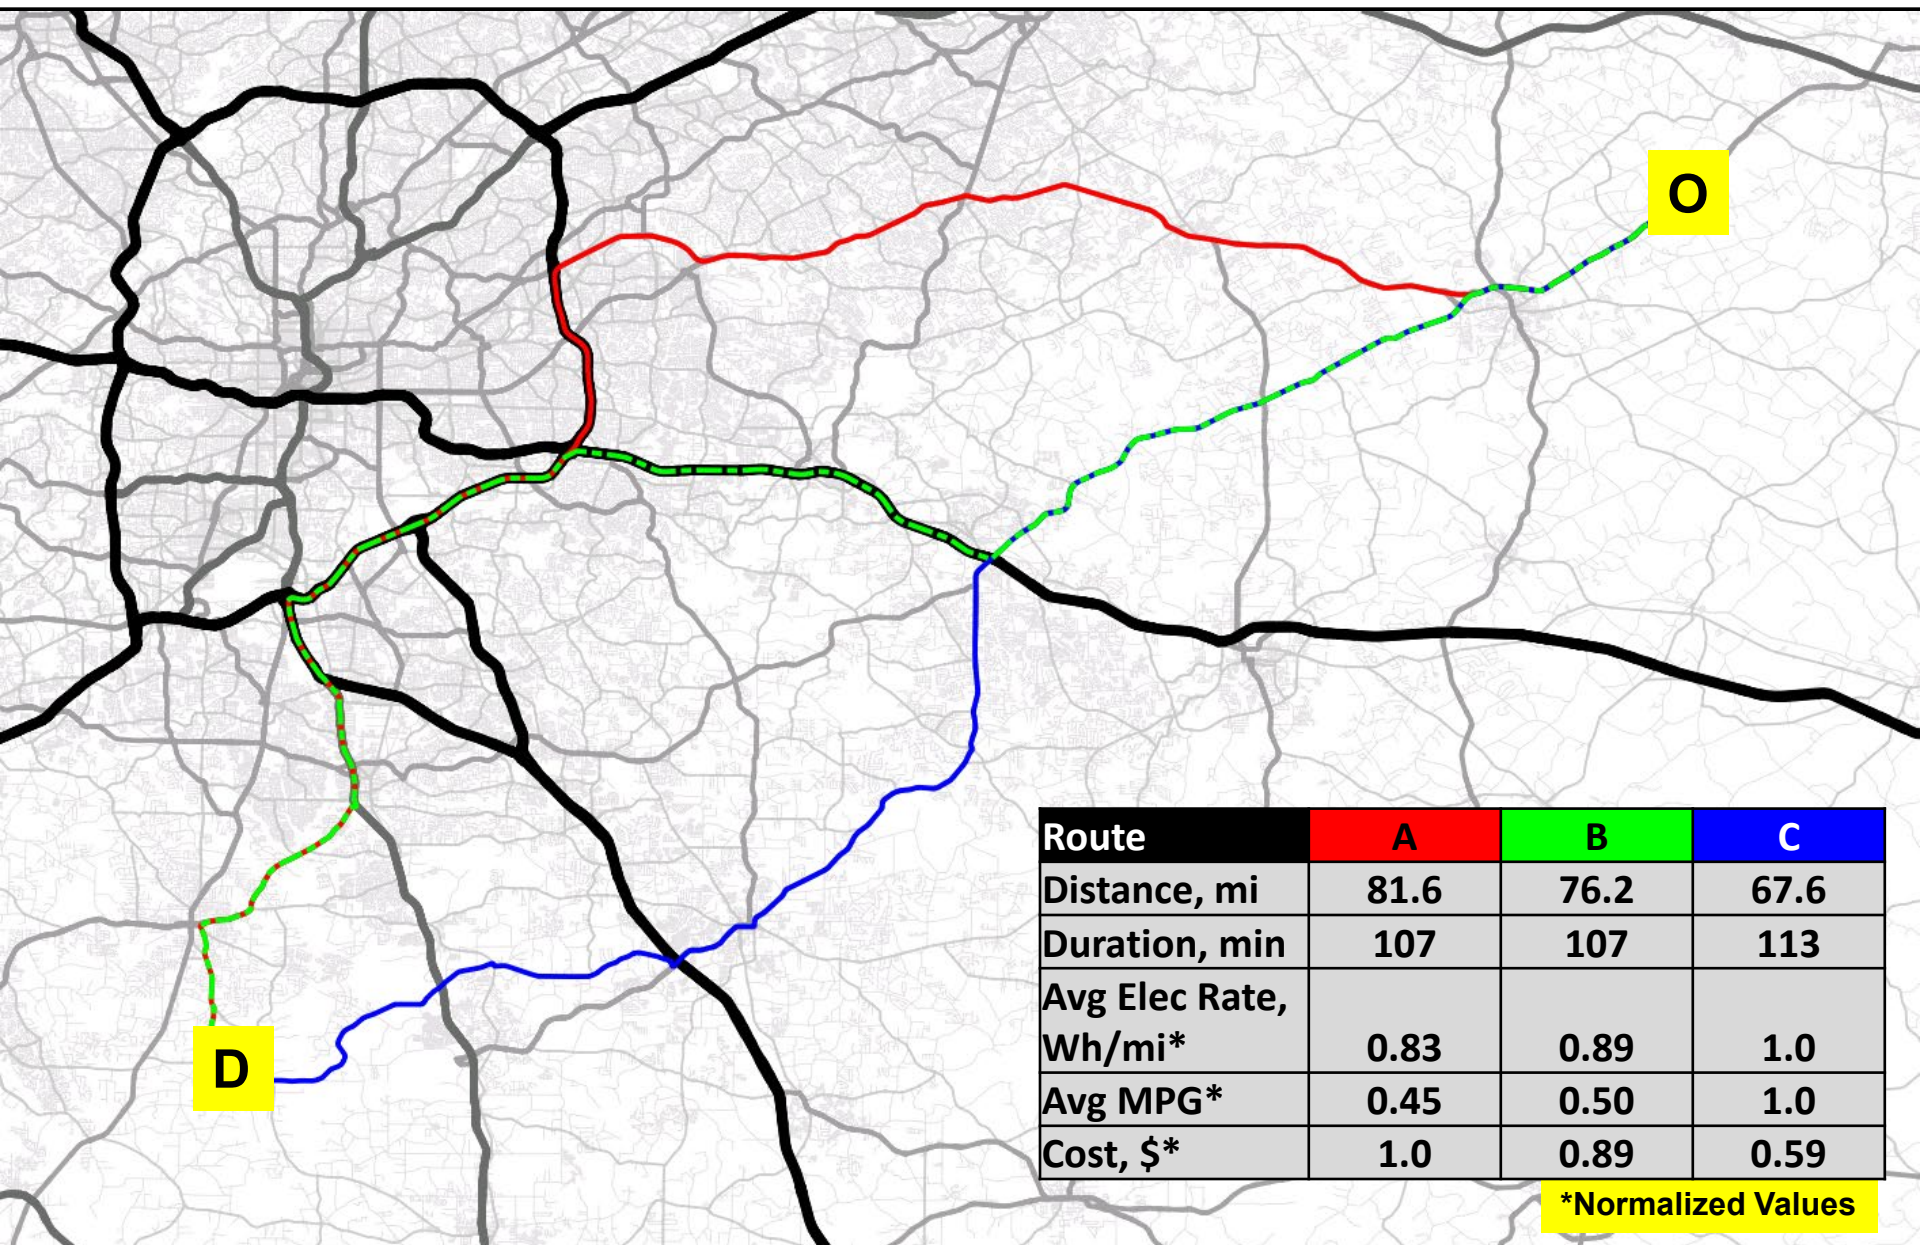 O
D
Route A B C
Distance, mi 81.6 76.2 67.6
Duration, min 107 107 113
Avg Elec Rate,
Wh/mi* 0.83 0.89 1.0
Avg MPG* 0.45 0.50 1.0
Cost, $* 1.0 0.89 0.59
*Normalized Values